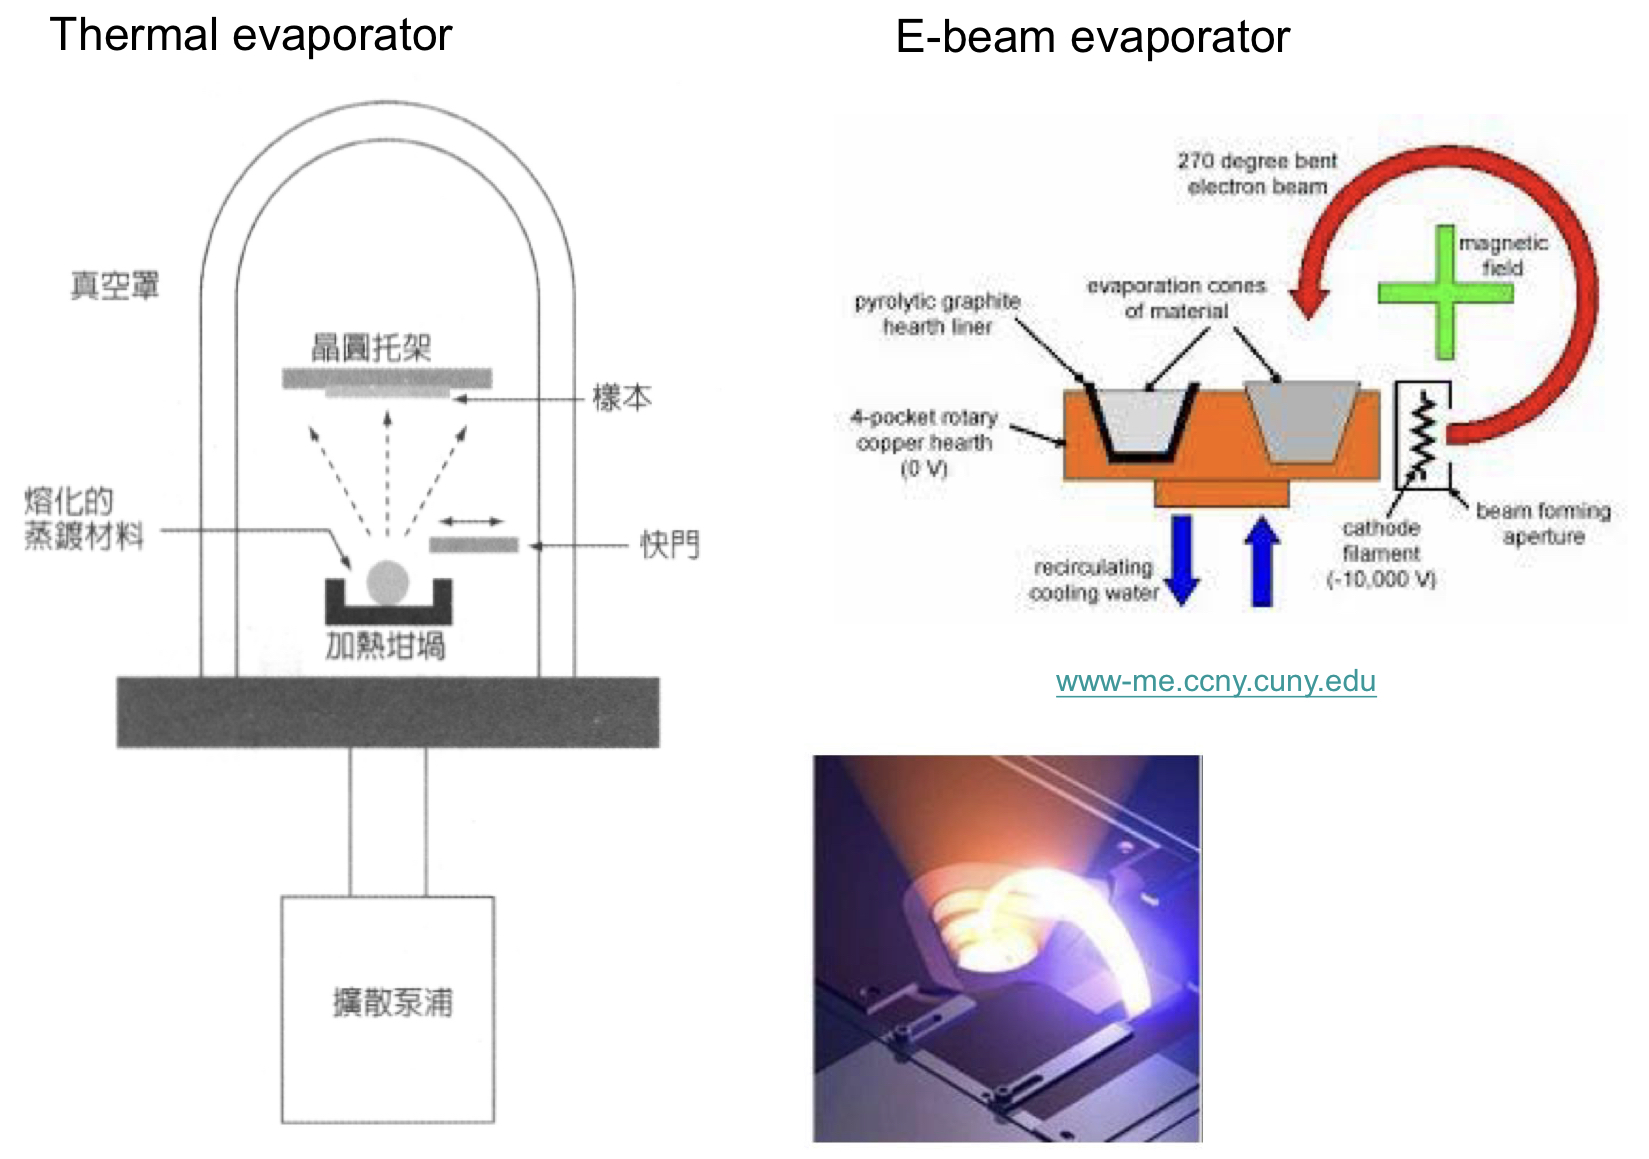 Thermal evaporator
真空罩
晶圓托架
樣本
熔化的
蒸鍍材料
快門
加熱坩堝
擴散泵浦
E-beam evaporator
270 degree bent
electron beam
magnetic
field
evaporation cones
of material
pyrolytic graphite
hearth liner
4-pocket rotary
copper hearth
(0 V)
recirculating
cooling water
cathode
filament
(-10,000 V)
beam forming
aperture
www-me.ccny.cuny.edu